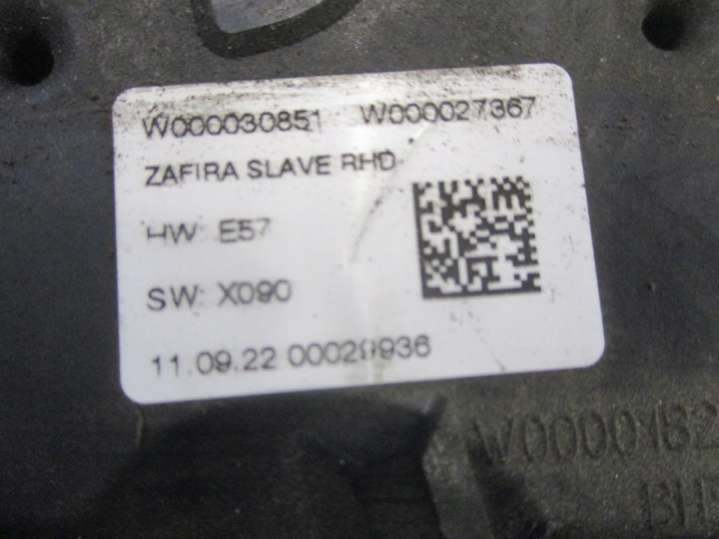 W000030851 W000027367
ZAFIRA SLAVE RHD
HW: E57
SW: X090
11.09.22 00029936